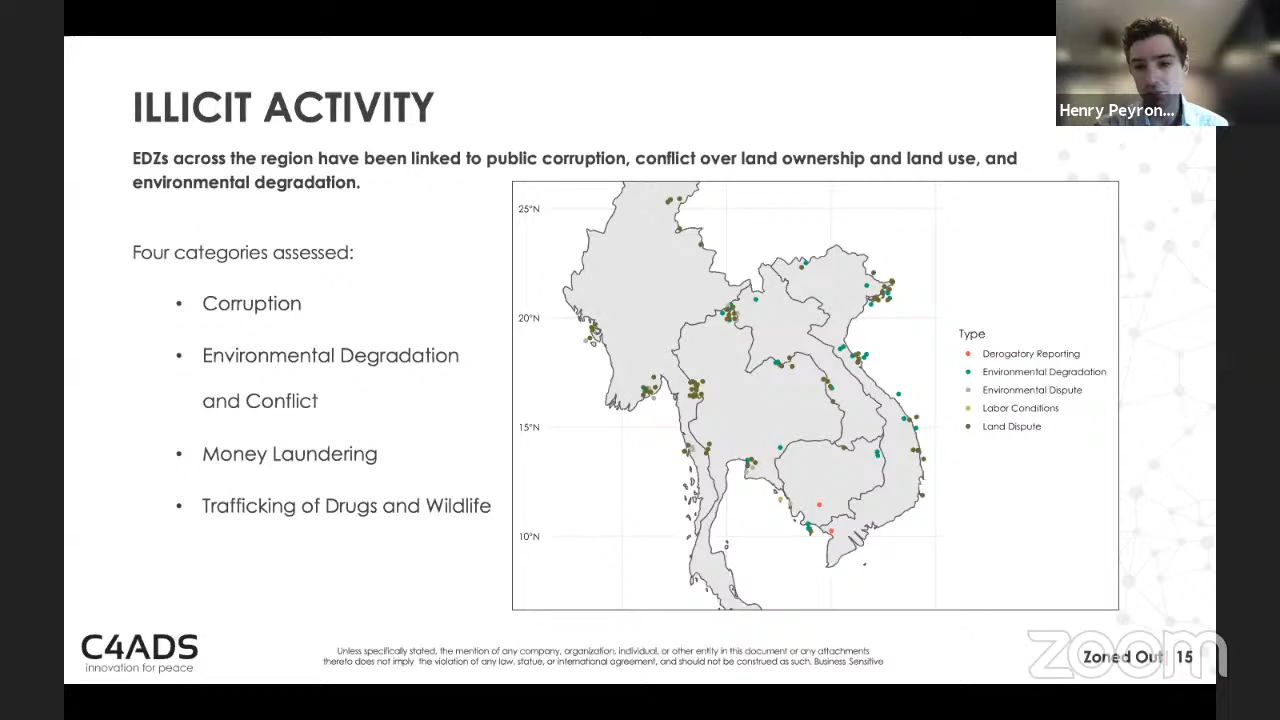 Henry Peyron...
ILLICIT ACTIVITY
EDZs across the region have been linked to public corruption, conflict over land ownership and land use, and
environmental degradation.
Four categories assessed:
• Corruption
• Environmental Degradation
and Conflict
• Money Laundering
• Trafficking of Drugs and Wildlife
25°N
20°N
15°N
10°N
Type
Derogatory Reporting
Environmental Degradation
Environmental Dispute
Labor Conditions
Land Dispute
C4ADS
innovation for peace
Unless specifically stated, the mention of any company, organization, individual, or other entity in this document or any attachments
thereto does not imply the violation of any law, statue, or international agreement, and should not be construed as such. Business Sensitive
Zoned Out| 15
zoom